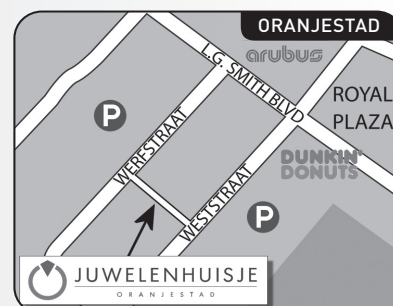 ORANJESTAD
arubus
L.G. SMITH BLVD
ROYAL
PLAZA
P
WERFSTRAAT
DUNKIN'
DONUTS
WESTSTRAAT
P
JUWELENHUISJE
ORANJESTAD